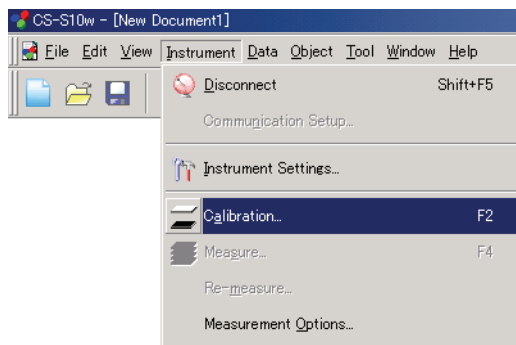 CS-S10w - [New Document1]
File Edit View Instrument Data Object Tool Window Help
Disconnect Shift+F5
Communication Setup...
Instrument Settings...
Calibration... F2
Measure... F4
Re-measure...
Measurement Options...